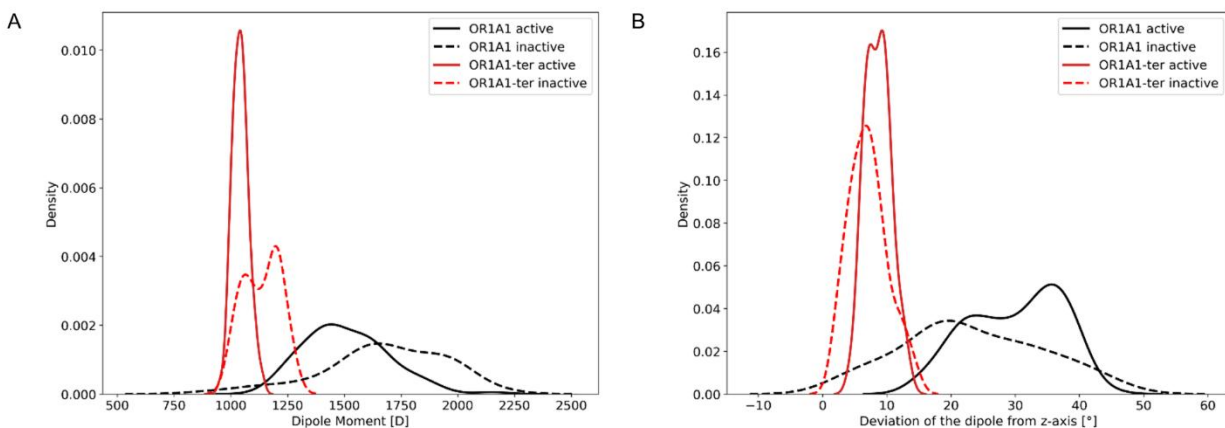 A
OR1A1 active
OR1A1 inactive
OR1A1-ter active
OR1A1-ter inactive
0.010
0.008
0.006
0.004
0.002
0.000
Density
500
750
1000
1250
1500
1750
2000
2250
2500
Dipole Moment [D]
B
OR1A1 active
OR1A1 inactive
OR1A1-ter active
OR1A1-ter inactive
0.16
0.14
0.12
0.10
0.08
0.06
0.04
0.02
0.00
Density
-10
0
10
20
30
40
50
60
Deviation of the dipole from z-axis [°]